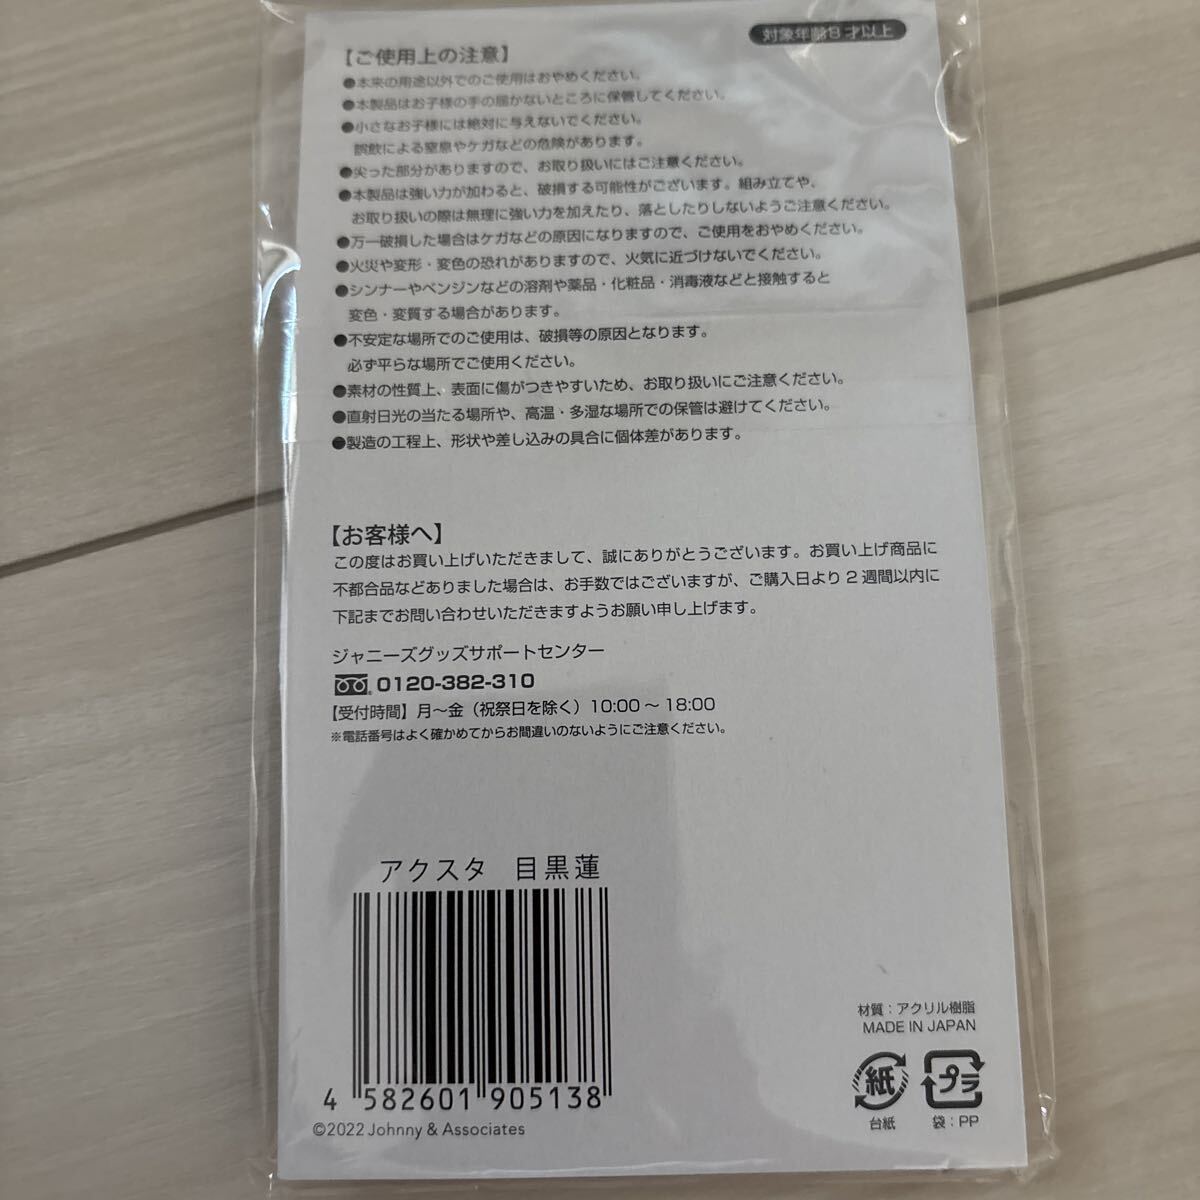 対象年齢8才以上
【ご使用上の注意】
●本来の用途以外でのご使用はおやめください。
●本製品はお子様の手の届かないところに保管してください。
●小さなお子様には絶対に与えないでください。
誤飲による窒息やケガなどの危険があります。
●尖った部分がありますので、お取り扱いにはご注意ください。
●本製品は強い力が加わると、破損する可能性がございます。組み立てや、
お取り扱いの際は無理に強い力を加えたり、落としたりしないようご注意ください。
●万一破損した場合はケガなどの原因になりますので、ご使用をおやめください。
●火災や変形・変色の恐れがありますので、火気に近づけないでください。
●シンナーやベンジンなどの溶剤や薬品・化粧品・消毒液などと接触すると
変色・変質する場合があります。
●不安定な場所でのご使用は、破損等の原因となります。
必ず平らな場所でご使用ください。
●素材の性質上、表面に傷がつきやすいため、お取り扱いにご注意ください。
●直射日光の当たる場所や、高温・多湿な場所での保管は避けてください。
●製造の工程上、形状や差し込みの具合に個体差があります。
【お客様へ】
この度はお買い上げいただきまして、誠にありがとうございます。お買い上げ商品に
不都合品などありました場合は、お手数ではございますが、ご購入日より2週間以内に
下記までお問い合わせいただきますようお願い申し上げます。
ジャニーズグッズサポートセンター
0120-382-310
【受付時間】月〜金（祝祭日を除く）10:00〜18:00
※電話番号はよく確かめてからお間違いのないようにご注意ください。
アクスタ 目黒蓮
4 582601 905138
©2022 Johnny & Associates
材質：アクリル樹脂
MADE IN JAPAN
紙 プラ
台紙 袋：PP